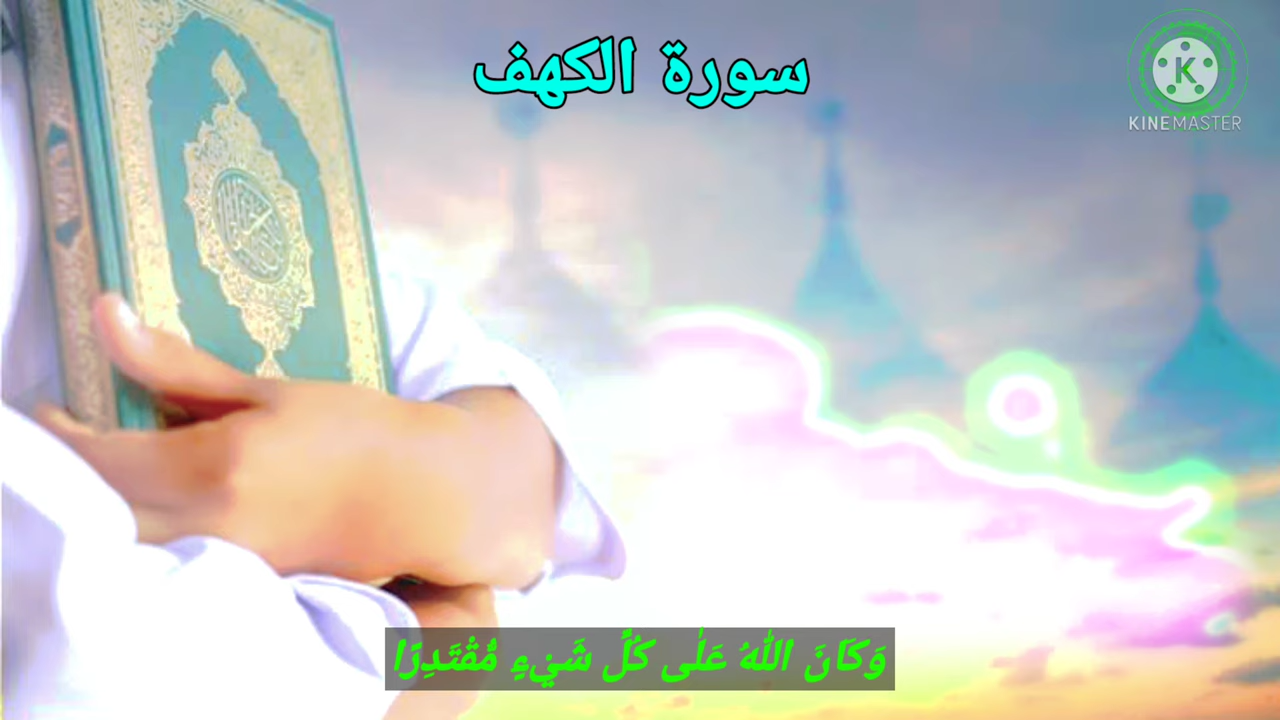 سورة الكهف
KINEMASTER
وَكَانَ اللّٰهُ عَلٰى كُلِّ شَيْءٍ مُّقْتَدِرًا